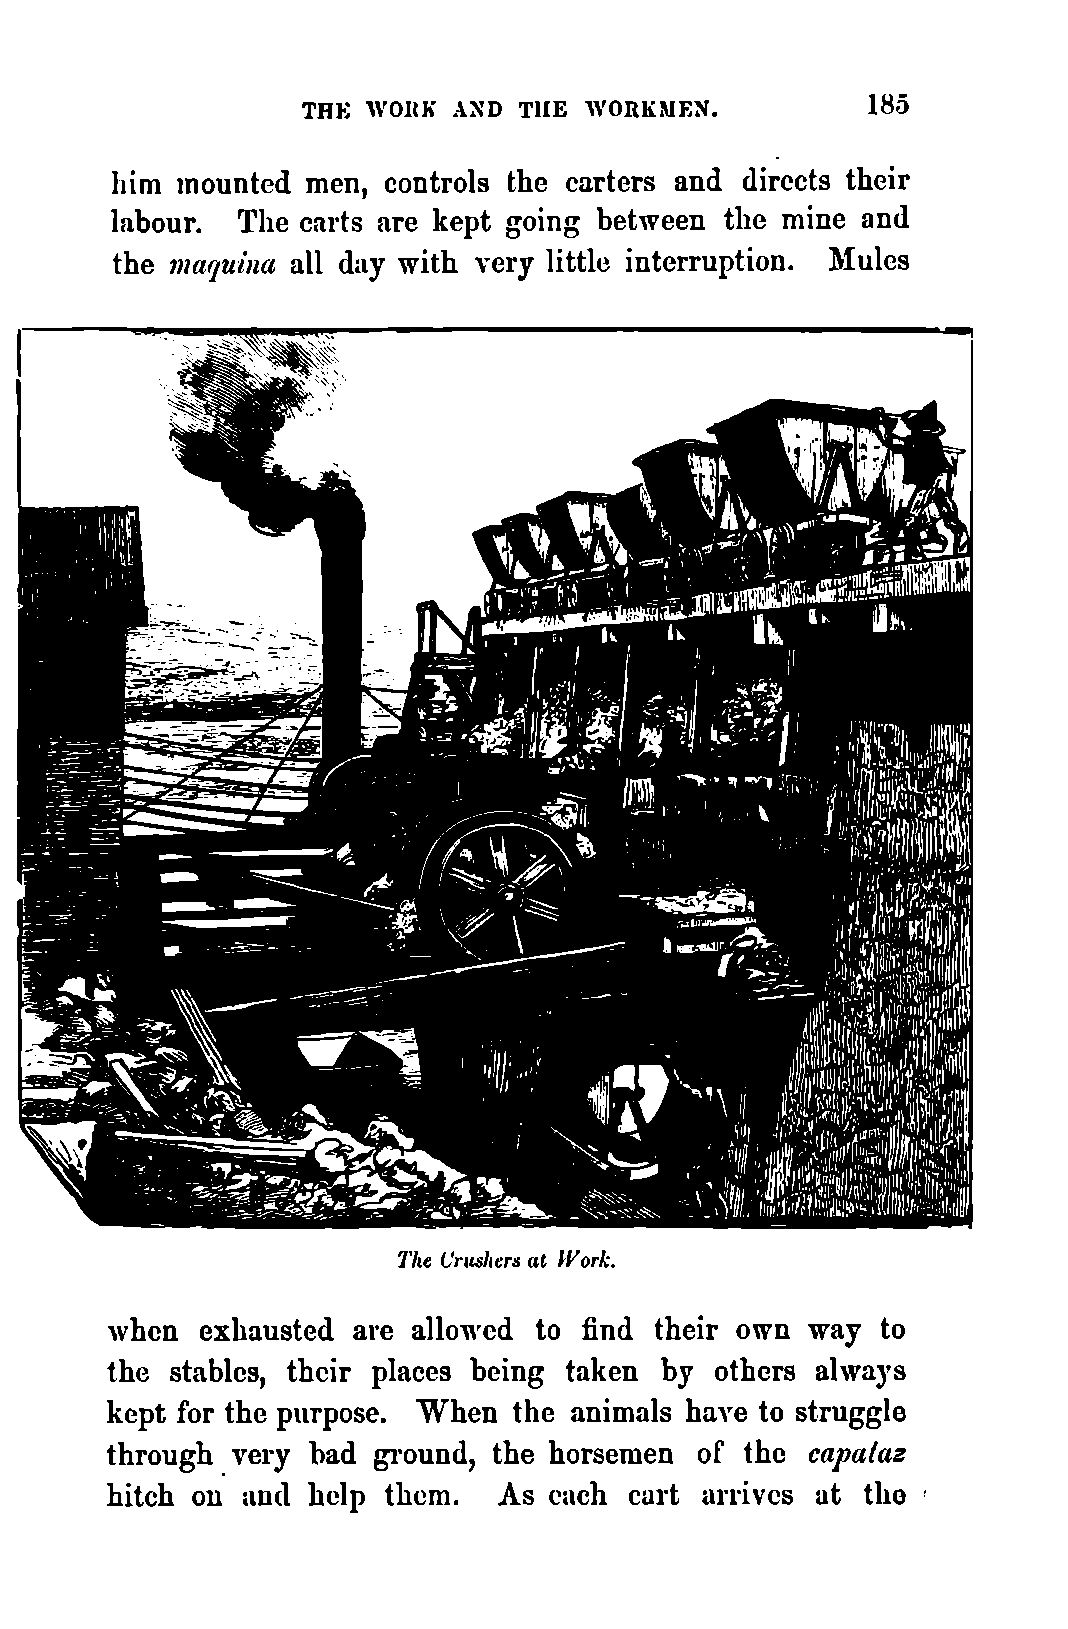 THE WORK AND THE WORKMEN. 185
him mounted men, controls the carters and directs their
labour. The carts are kept going between the mine and
the maquina all day with very little interruption. Mules
The Crushers at Work.
when exhausted are allowed to find their own way to
the stables, their places being taken by others always
kept for the purpose. When the animals have to struggle
through very bad ground, the horsemen of the capataz
hitch on and help them. As each cart arrives at the